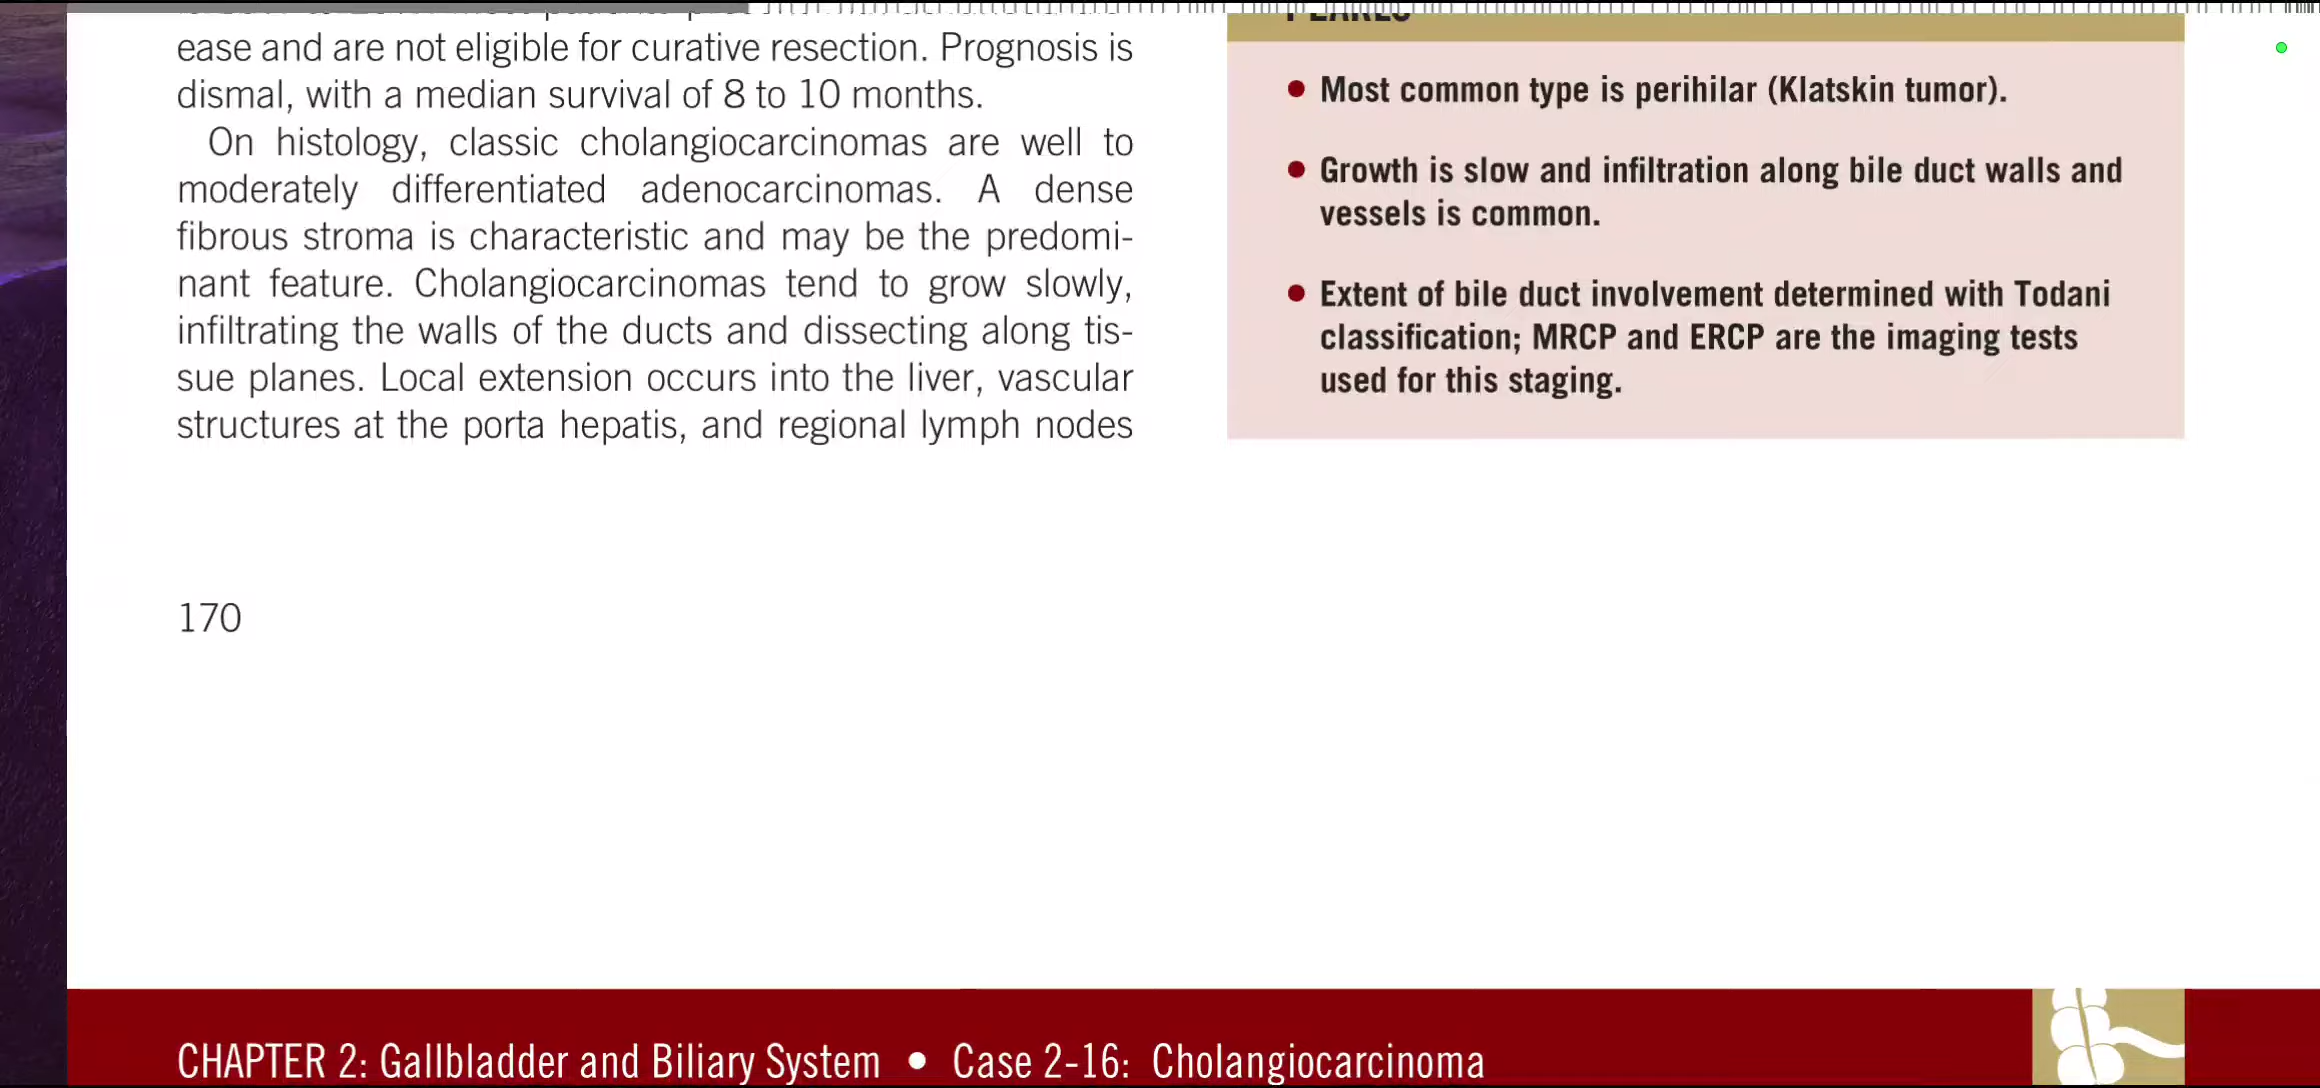 ease and are not eligible for curative resection. Prognosis is
dismal, with a median survival of 8 to 10 months.
On histology, classic cholangiocarcinomas are well to
moderately differentiated adenocarcinomas. A dense
fibrous stroma is characteristic and may be the predomi-
nant feature. Cholangiocarcinomas tend to grow slowly,
infiltrating the walls of the ducts and dissecting along tis-
sue planes. Local extension occurs into the liver, vascular
structures at the porta hepatis, and regional lymph nodes
PEARLS
• Most common type is perihilar (Klatskin tumor).
• Growth is slow and infiltration along bile duct walls and
vessels is common.
• Extent of bile duct involvement determined with Todani
classification; MRCP and ERCP are the imaging tests
used for this staging.
170
CHAPTER 2: Gallbladder and Biliary System • Case 2-16: Cholangiocarcinoma